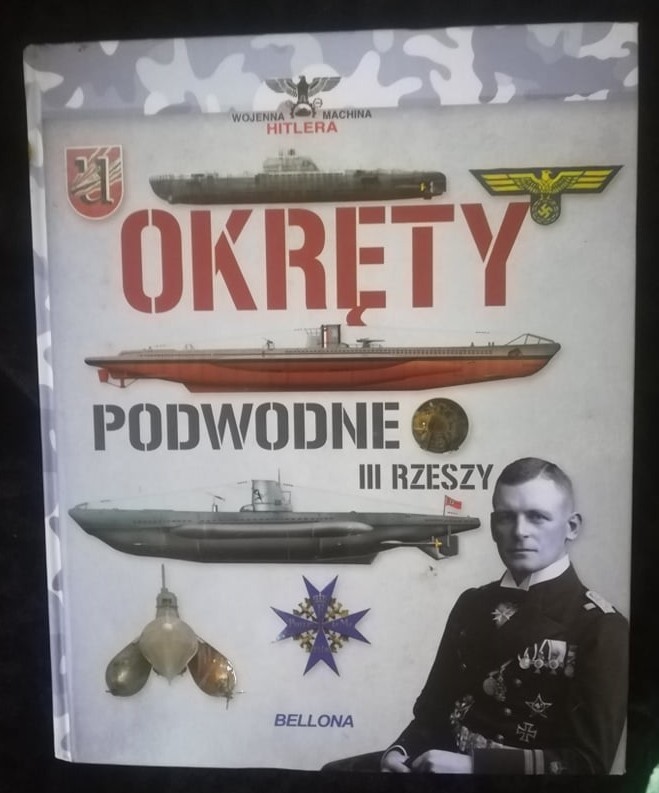 WOJENNA MACHINA
HITLERA
U
OKRĘTY
PODWODNE
III RZESZY
BELLONA